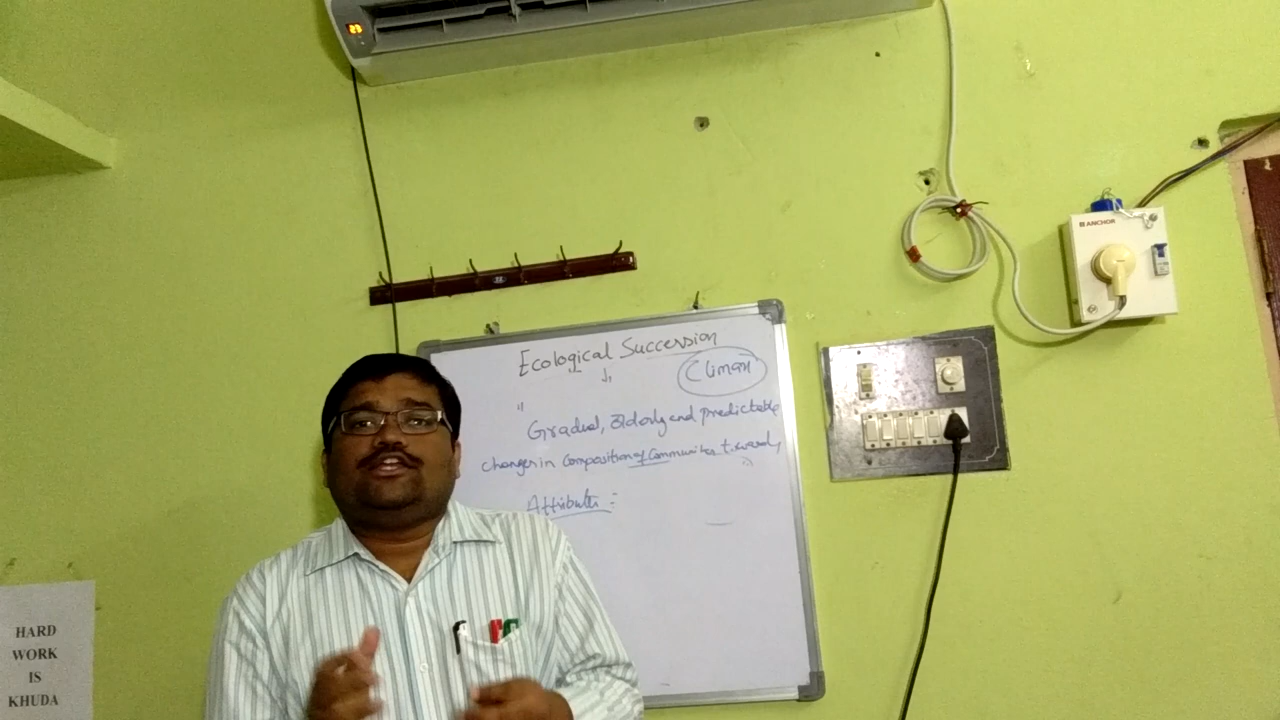 23
ANCHOR
Ecological Succession
Climax
"
Gradual, Orderly and predictable
changes in Composition of Communities towards
Attributes :-
HARD
WORK
IS
KHUDA